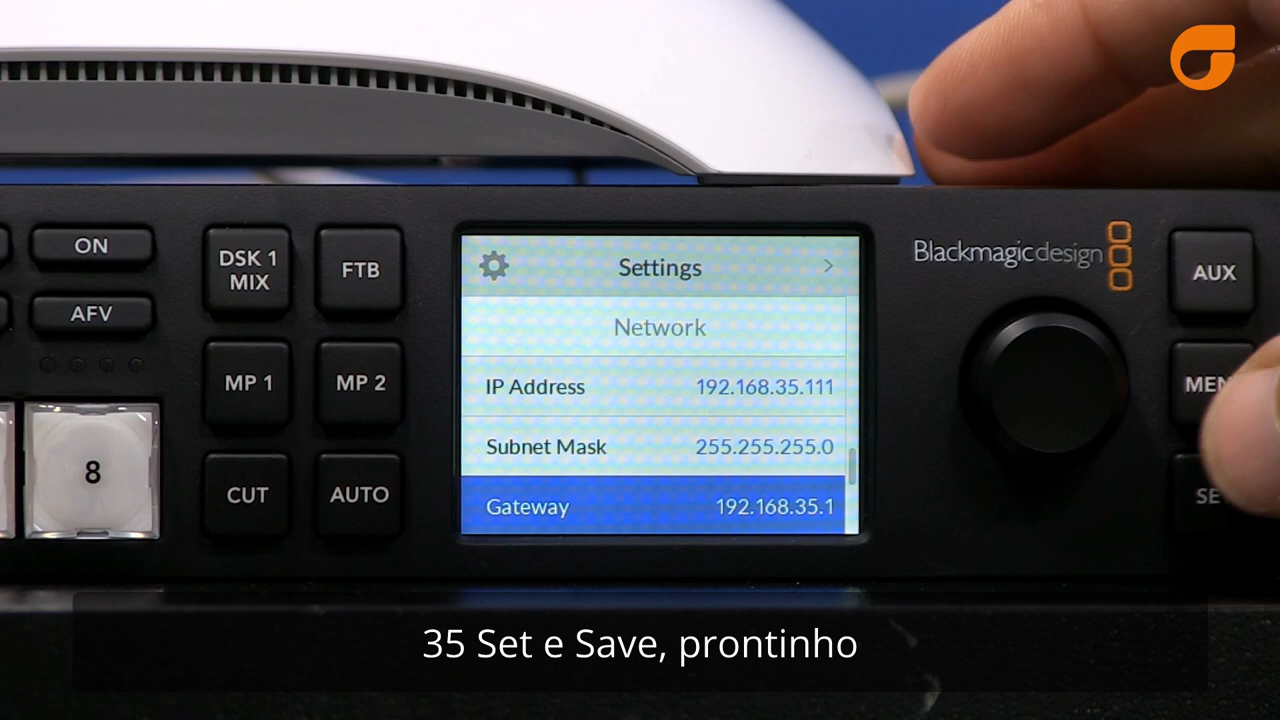 ON
AFV
8
DSK 1
MIX
FTB
MP 1
MP 2
CUT
AUTO
Settings
Network
IP Address 192.168.35.111
Subnet Mask 255.255.255.0
Gateway 192.168.35.1
Blackmagicdesign
AUX
35 Set e Save, prontinho